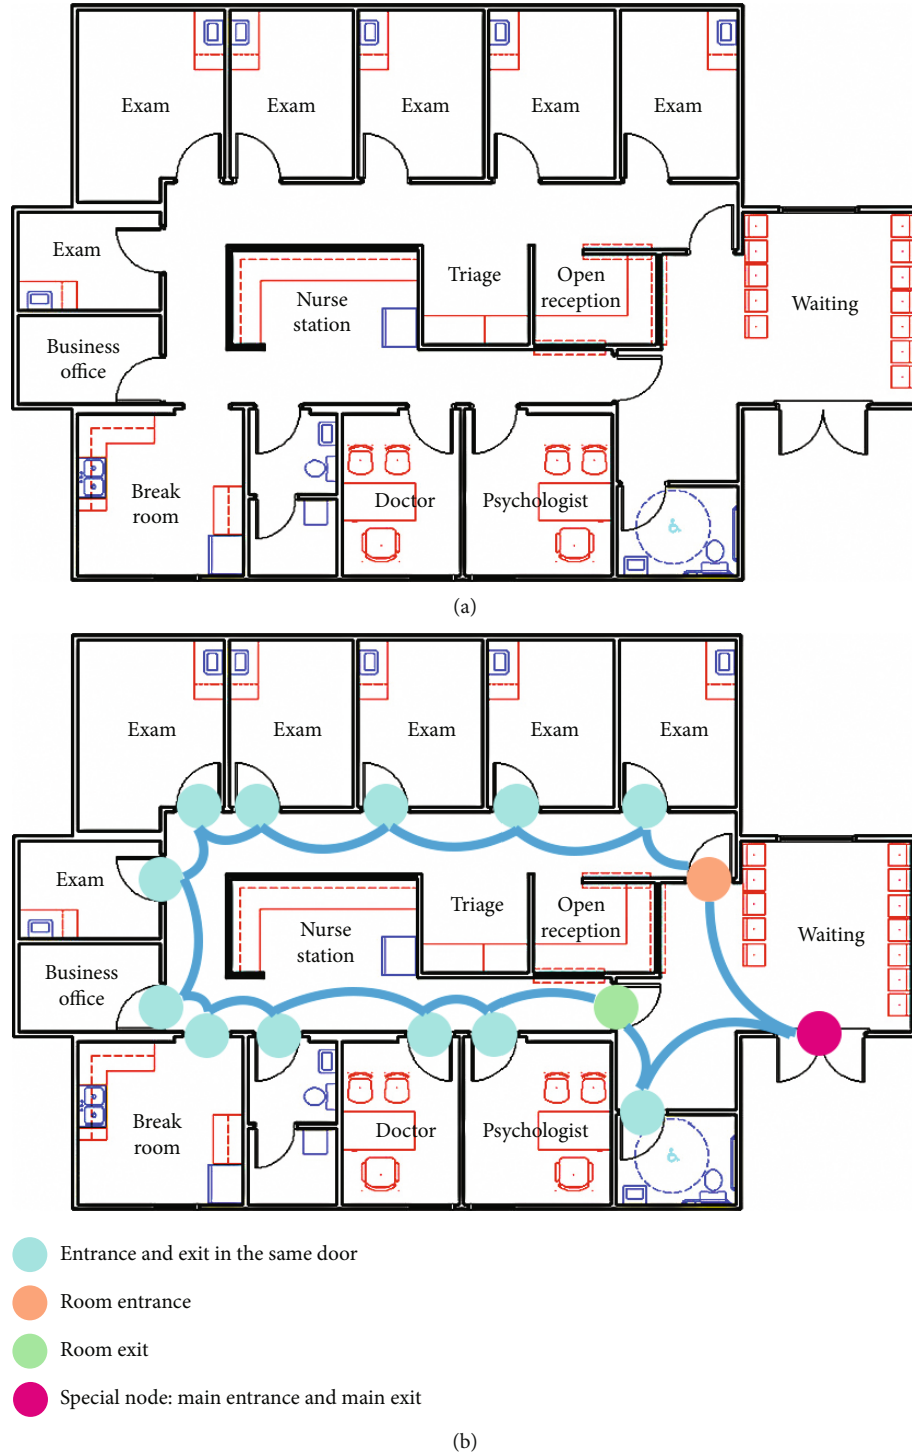 Exam
Exam
Exam
Exam
Exam
Exam
Triage
Open
reception
Nurse
station
Waiting
Business
office
Break
room
Doctor
Psychologist
(a)
Exam
Exam
Exam
Exam
Exam
Exam
Triage
Open
reception
Nurse
station
Waiting
Business
office
Break
room
Doctor
Psychologist
Entrance and exit in the same door
Room entrance
Room exit
Special node: main entrance and main exit
(b)